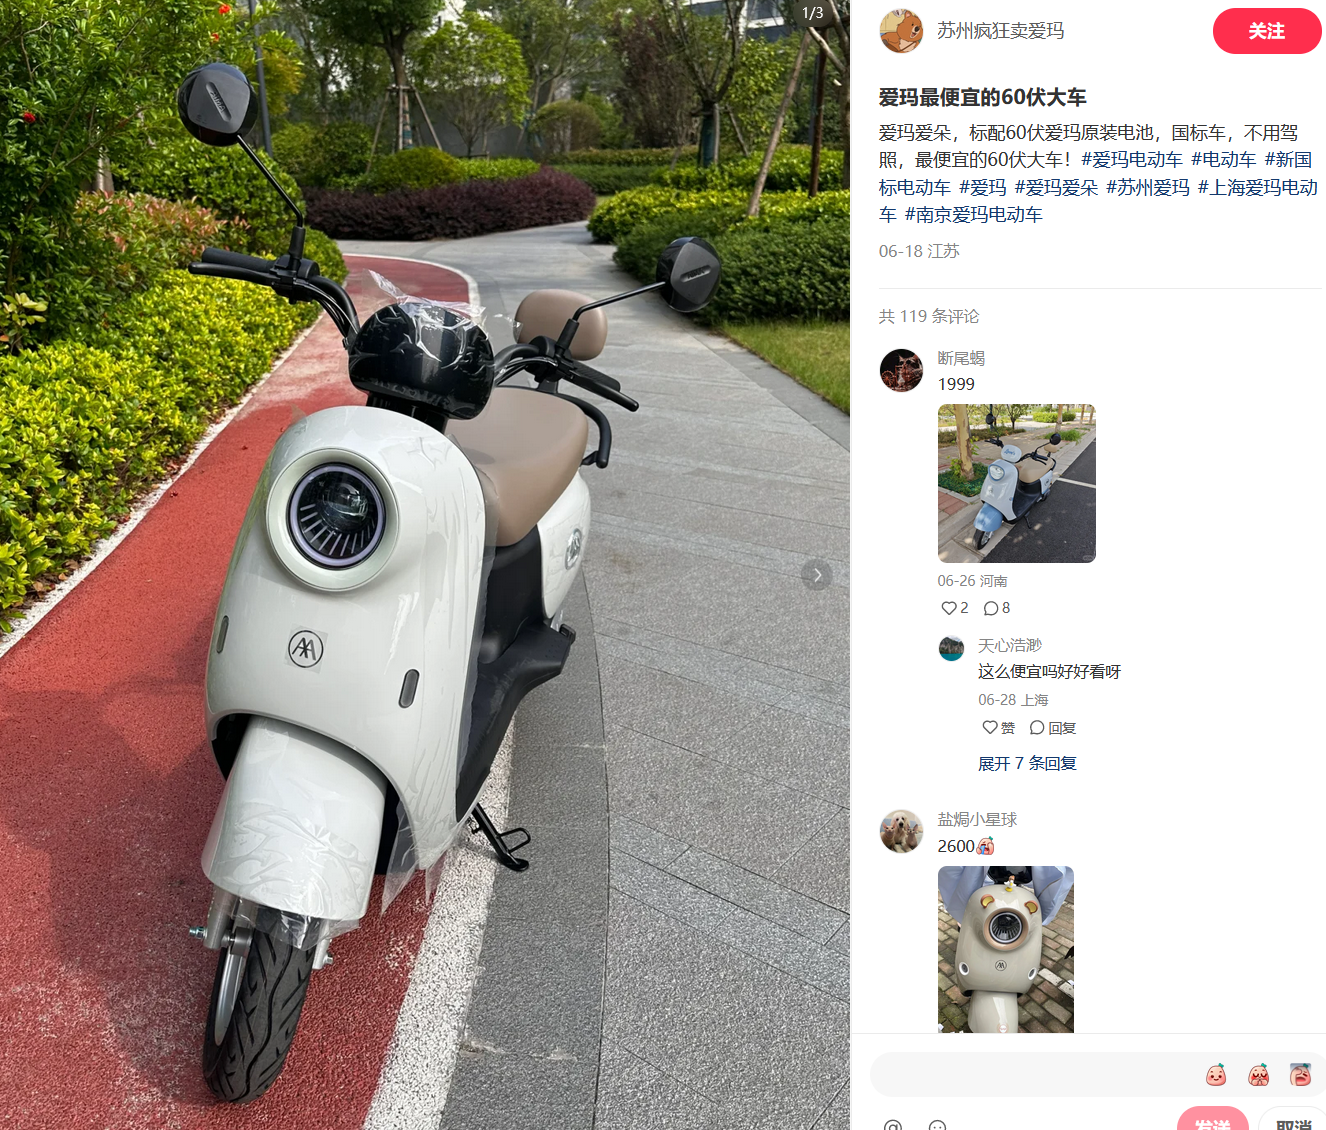 1/3
苏州疯狂卖爱玛
关注
爱玛最便宜的60伏大车
爱玛爱朵，标配60伏爱玛原装电池，国标车，不用驾
照，最便宜的60伏大车！#爱玛电动车 #电动车 #新国
标电动车 #爱玛 #爱玛爱朵 #苏州爱玛 #上海爱玛电动
车 #南京爱玛电动车
06-18 江苏
共 119 条评论
断尾蝎
1999
06-26 河南
2 8
天心浩渺
这么便宜吗好好看呀
06-28 上海
赞 回复
展开 7 条回复
盐焗小星球
2600
发送 取消